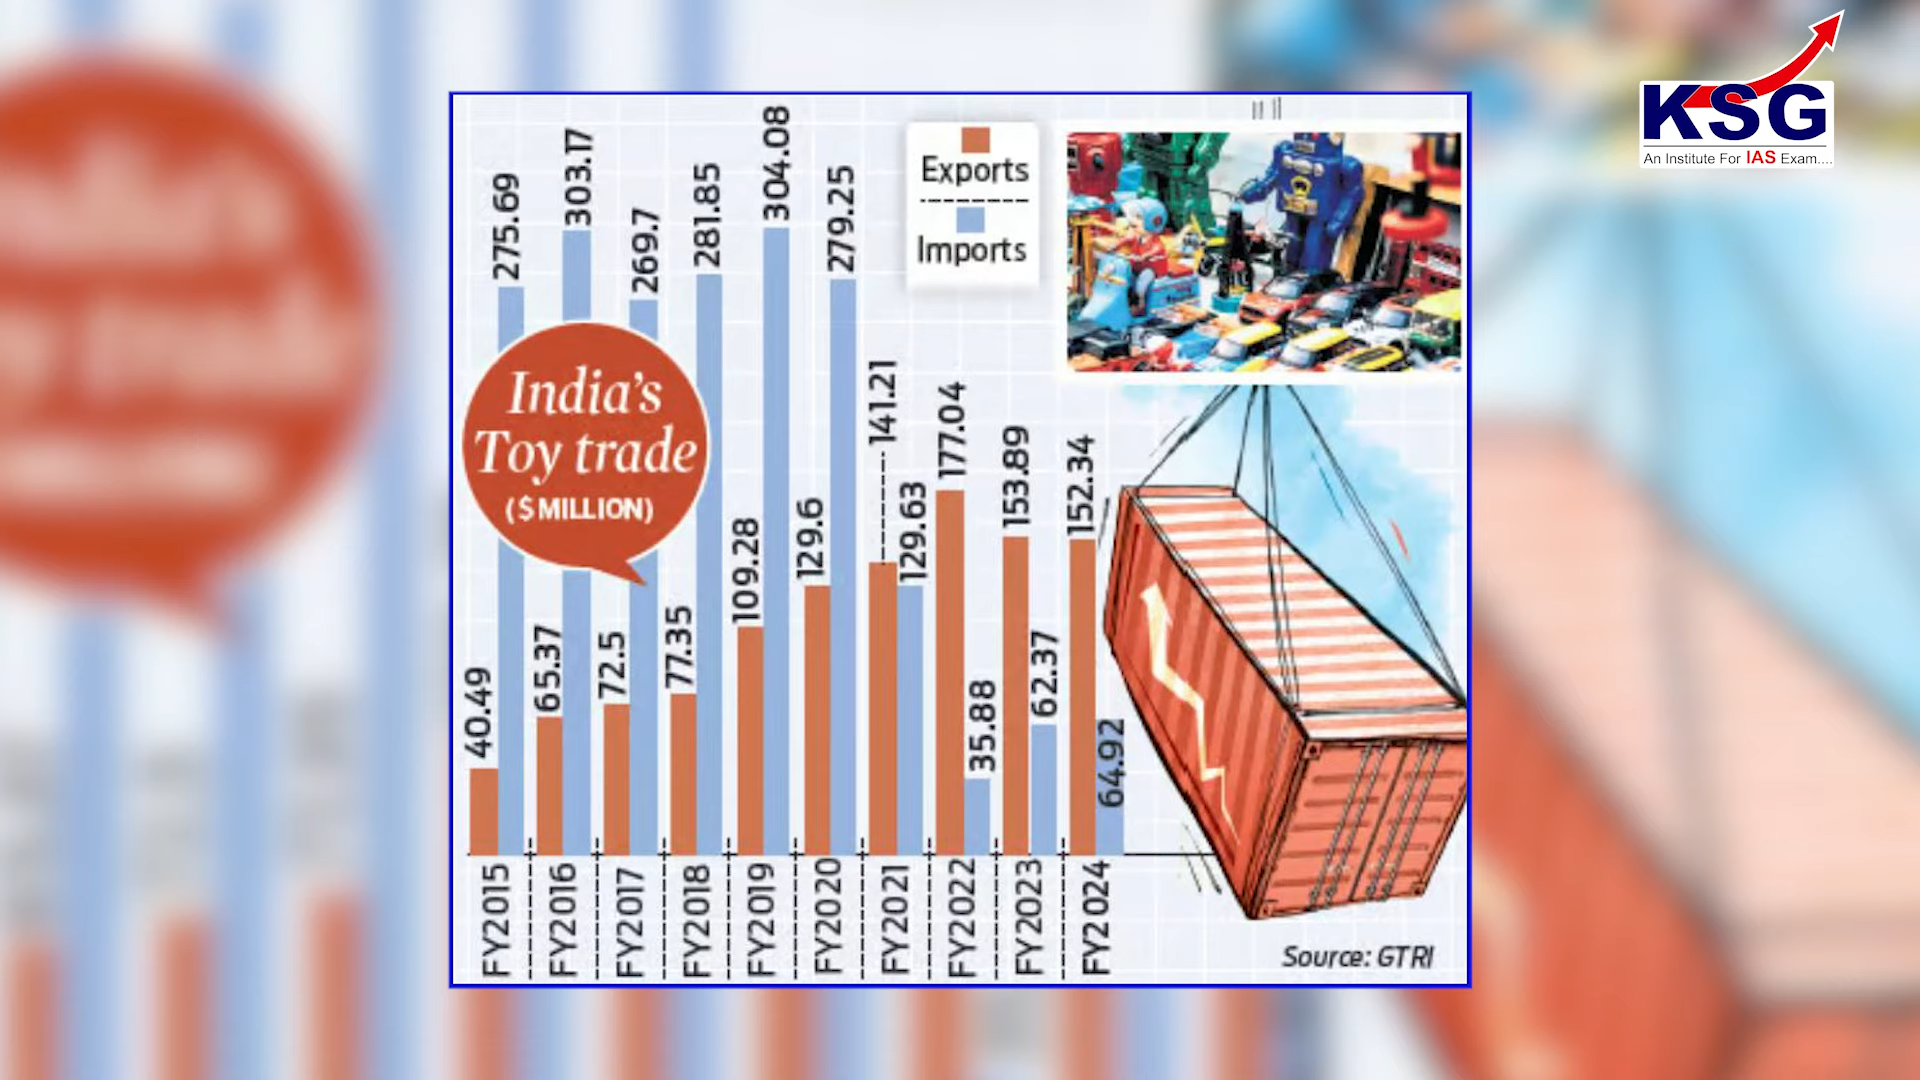 KSG
An Institute For IAS Exam....
Exports
Imports
India's
Toy trade
($ MILLION)
40.49
275.69
65.37
303.17
72.5
269.7
77.35
281.85
109.28
304.08
129.6
279.25
141.21
129.63
177.04
35.88
153.89
62.37
152.34
64.92
FY2015
FY2016
FY2017
FY2018
FY2019
FY2020
FY2021
FY2022
FY2023
FY2024
Source: GTRI